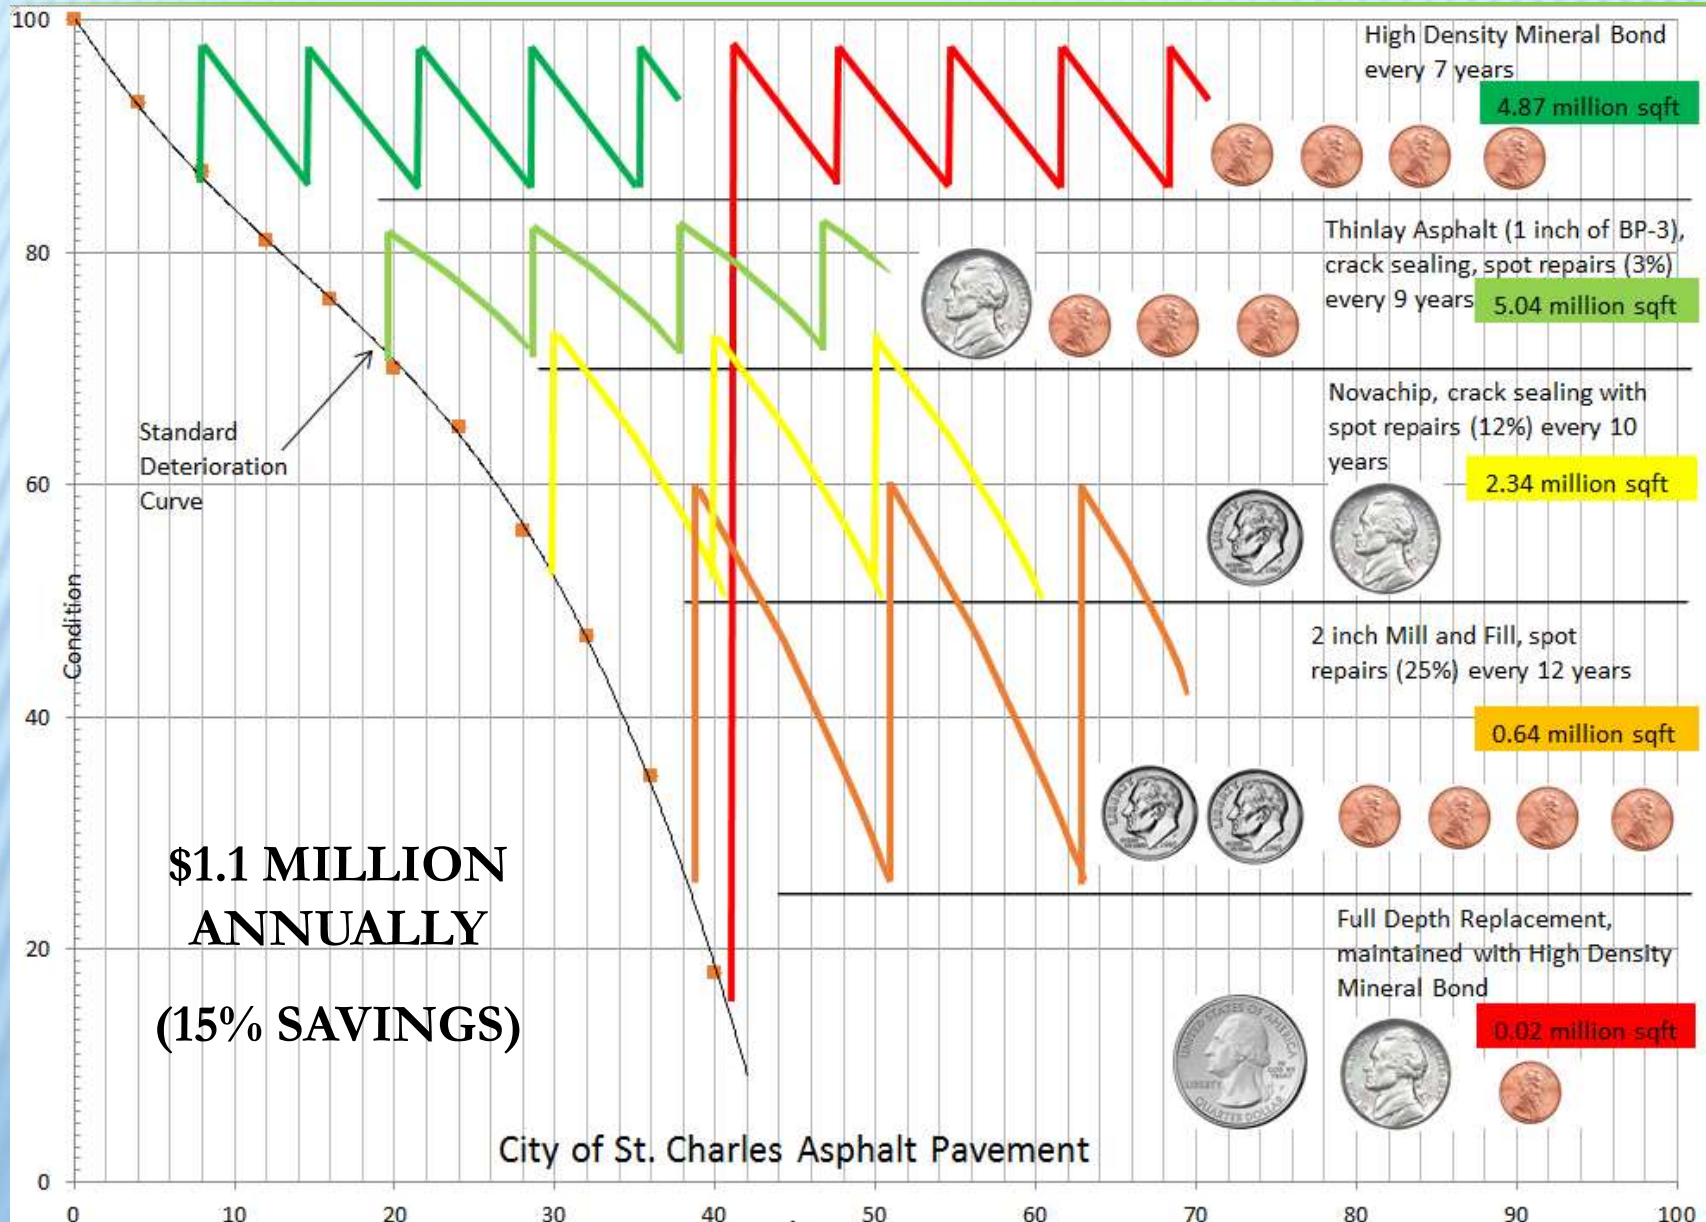 High Density Mineral Bond
every 7 years
4.87 million sqft
Thinlay Asphalt (1 inch of BP-3),
crack sealing, spot repairs (3%)
every 9 years
5.04 million sqft
Novachip, crack sealing with
spot repairs (12%) every 10
years
2.34 million sqft
2 inch Mill and Fill, spot
repairs (25%) every 12 years
0.64 million sqft
Full Depth Replacement,
maintained with High Density
Mineral Bond
0.02 million sqft
Standard
Deterioration
Curve
$1.1 MILLION
ANNUALLY
(15% SAVINGS)
City of St. Charles Asphalt Pavement
Condition
100
80
60
40
20
0
0 10 20 30 40 50 60 70 80 90 100